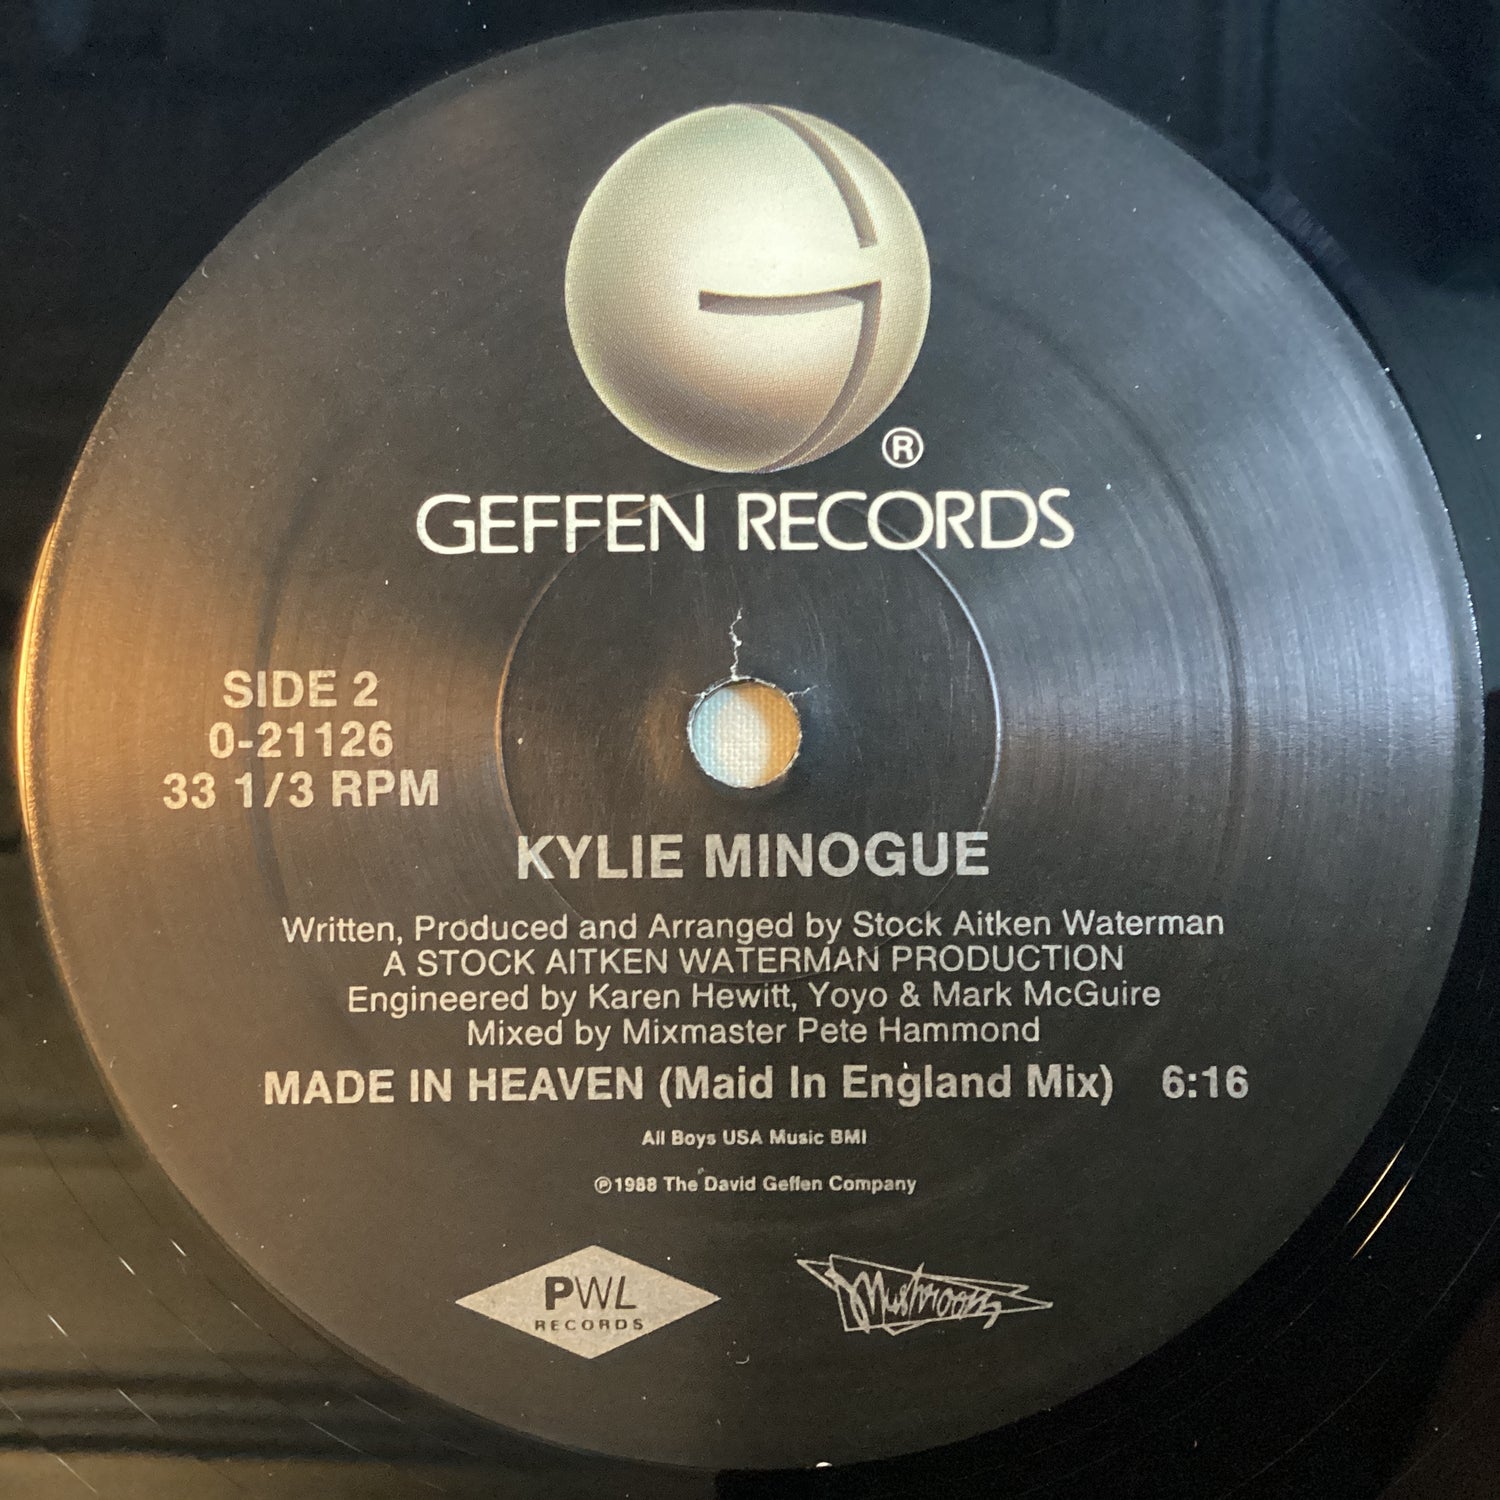 ®
GEFFEN RECORDS
SIDE 2
0-21126
33 1/3 RPM
KYLIE MINOGUE
Written, Produced and Arranged by Stock Aitken Waterman
A STOCK AITKEN WATERMAN PRODUCTION
Engineered by Karen Hewitt, Yoyo & Mark McGuire
Mixed by Mixmaster Pete Hammond
MADE IN HEAVEN (Maid In England Mix) 6:16
All Boys USA Music BMI
℗1988 The David Geffen Company
PWL
RECORDS
Mushroom